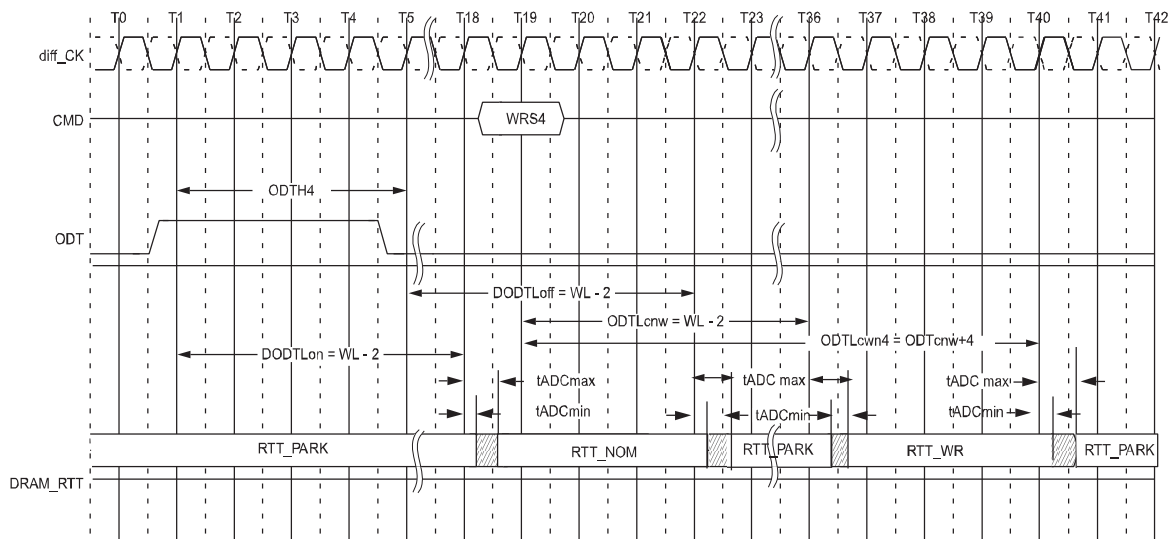 T0 T1 T2 T3 T4 T5 T18 T19 T20 T21 T22 T23 T36 T37 T38 T39 T40 T41 T42
diff_CK
CMD
WRS4
ODTH4
ODT
DODTLoff = WL - 2
ODTLcnw = WL - 2
ODTLcwn4 = ODTcnw+4
DODTLon = WL - 2
tADCmax tADC max tADC max
tADCmin tADCmin tADCmin
RTT_PARK RTT_NOM RTT_PARK RTT_WR RTT_PARK
DRAM_RTT